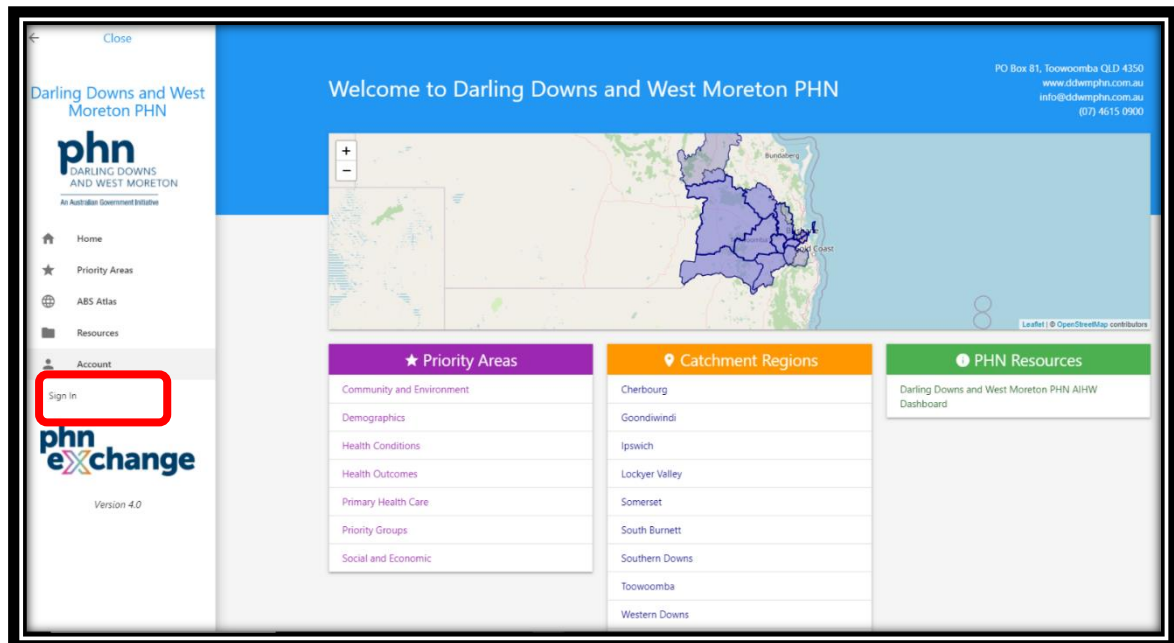 Close
Darling Downs and West
Moreton PHN
phn
DARLING DOWNS
AND WEST MORETON
An Australian Government Initiative
Home
Priority Areas
ABS Atlas
Resources
Account
Sign In
phn
exchange
Version 4.0
Welcome to Darling Downs and West Moreton PHN
PO Box 81, Toowoomba QLD 4350
www.ddwmphn.com.au
info@ddwmphn.com.au
(07) 4615 0900
+
−
Bundaberg
Gold Coast
Leaflet | © OpenStreetMap contributors
Priority Areas
Community and Environment
Demographics
Health Conditions
Health Outcomes
Primary Health Care
Priority Groups
Social and Economic
Catchment Regions
Cherbourg
Goondiwindi
Ipswich
Lockyer Valley
Somerset
South Burnett
Southern Downs
Toowoomba
Western Downs
PHN Resources
Darling Downs and West Moreton PHN AIHW
Dashboard